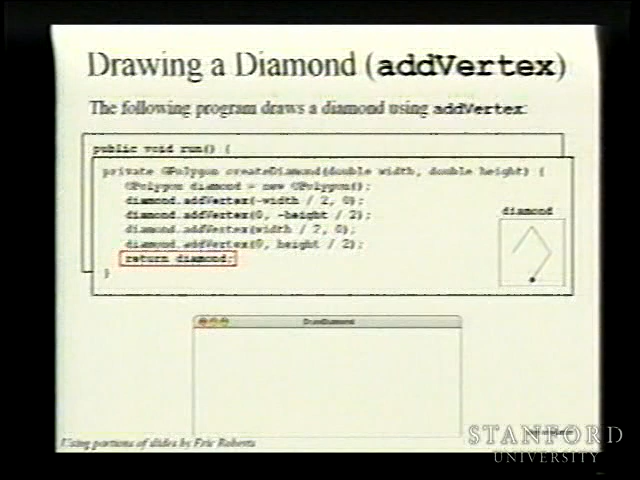 Drawing a Diamond (addVertex)
The following program draws a diamond using addVertex:
public void run() {
private GPolygon createDiamond(double width, double height) {
GPolygon diamond = new GPolygon();
diamond.addVertex(-width / 2, 0);
diamond.addVertex(0, -height / 2);
diamond.addVertex(width / 2, 0);
diamond.addVertex(0, height / 2);
return diamond;
}
diamond
DrawDiamond
Using portions of slides by Eric Roberts
STANFORD
UNIVERSITY